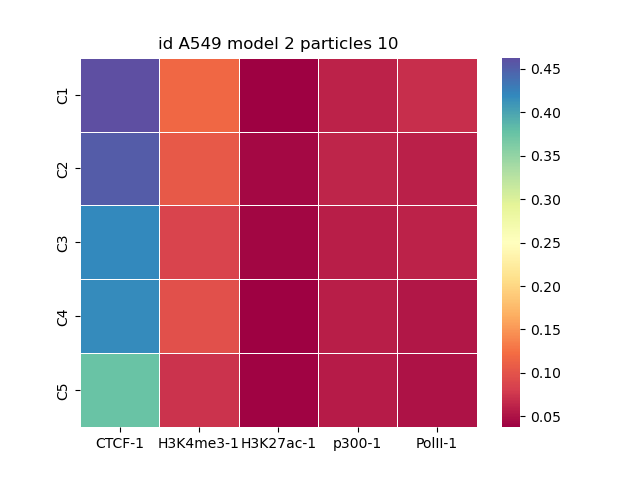 id A549 model 2 particles 10
C1
C2
C3
C4
C5
CTCF-1 H3K4me3-1 H3K27ac-1 p300-1 PolII-1
0.45
0.40
0.35
0.30
0.25
0.20
0.15
0.10
0.05